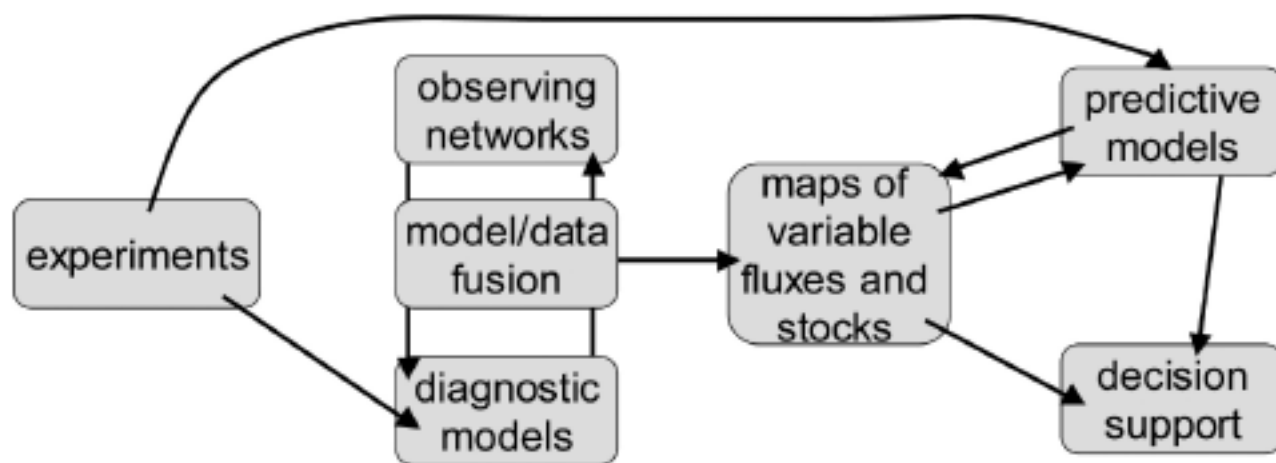 observing
networks
predictive
models
experiments
model/data
fusion
maps of
variable
fluxes and
stocks
diagnostic
models
decision
support